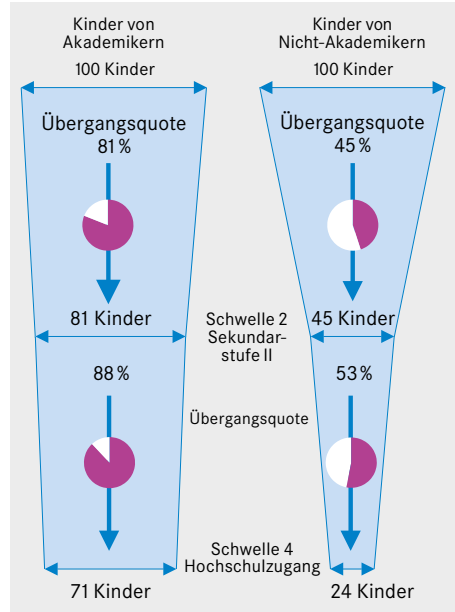 Kinder von
Akademikern
100 Kinder
Kinder von
Nicht-Akademikern
100 Kinder
Übergangsquote
81 %
Übergangsquote
45 %
81 Kinder
Schwelle 2
Sekundar-
stufe II
45 Kinder
88 %
53 %
Übergangsquote
Schwelle 4
Hochschulzugang
71 Kinder
24 Kinder